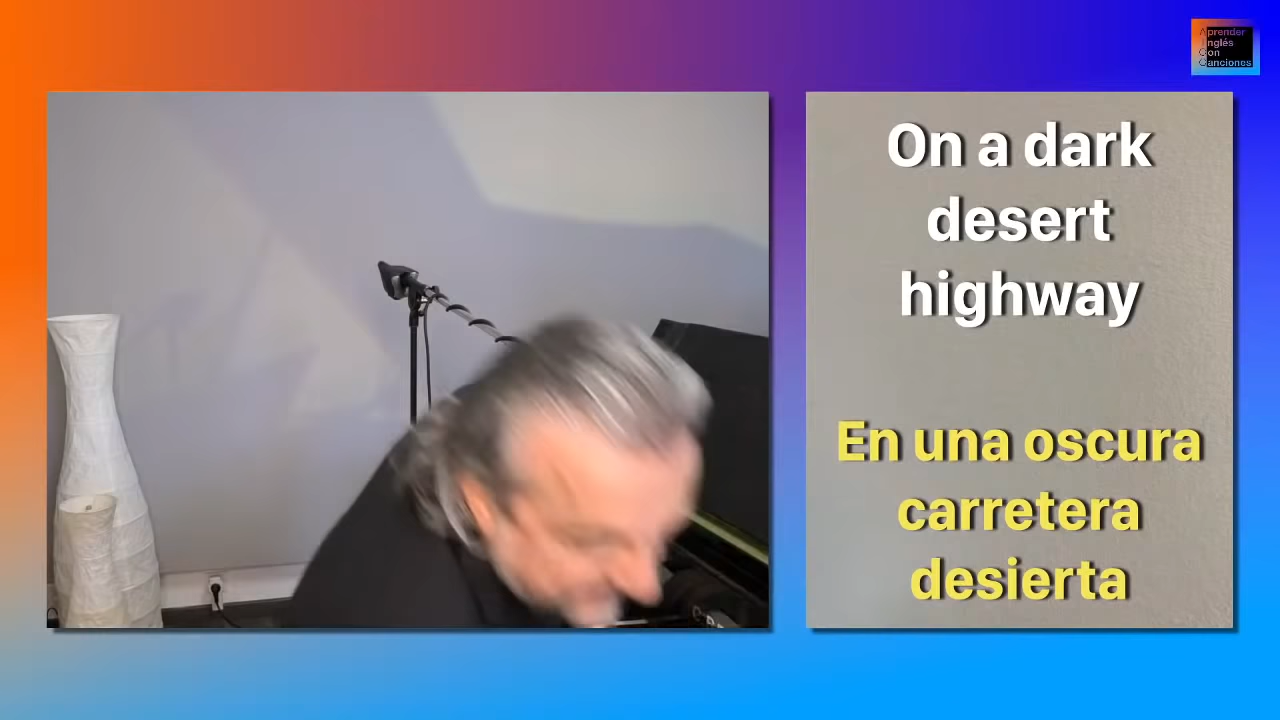 Aprender
Inglés
Con
Canciones
On a dark
desert
highway
En una oscura
carretera
desierta